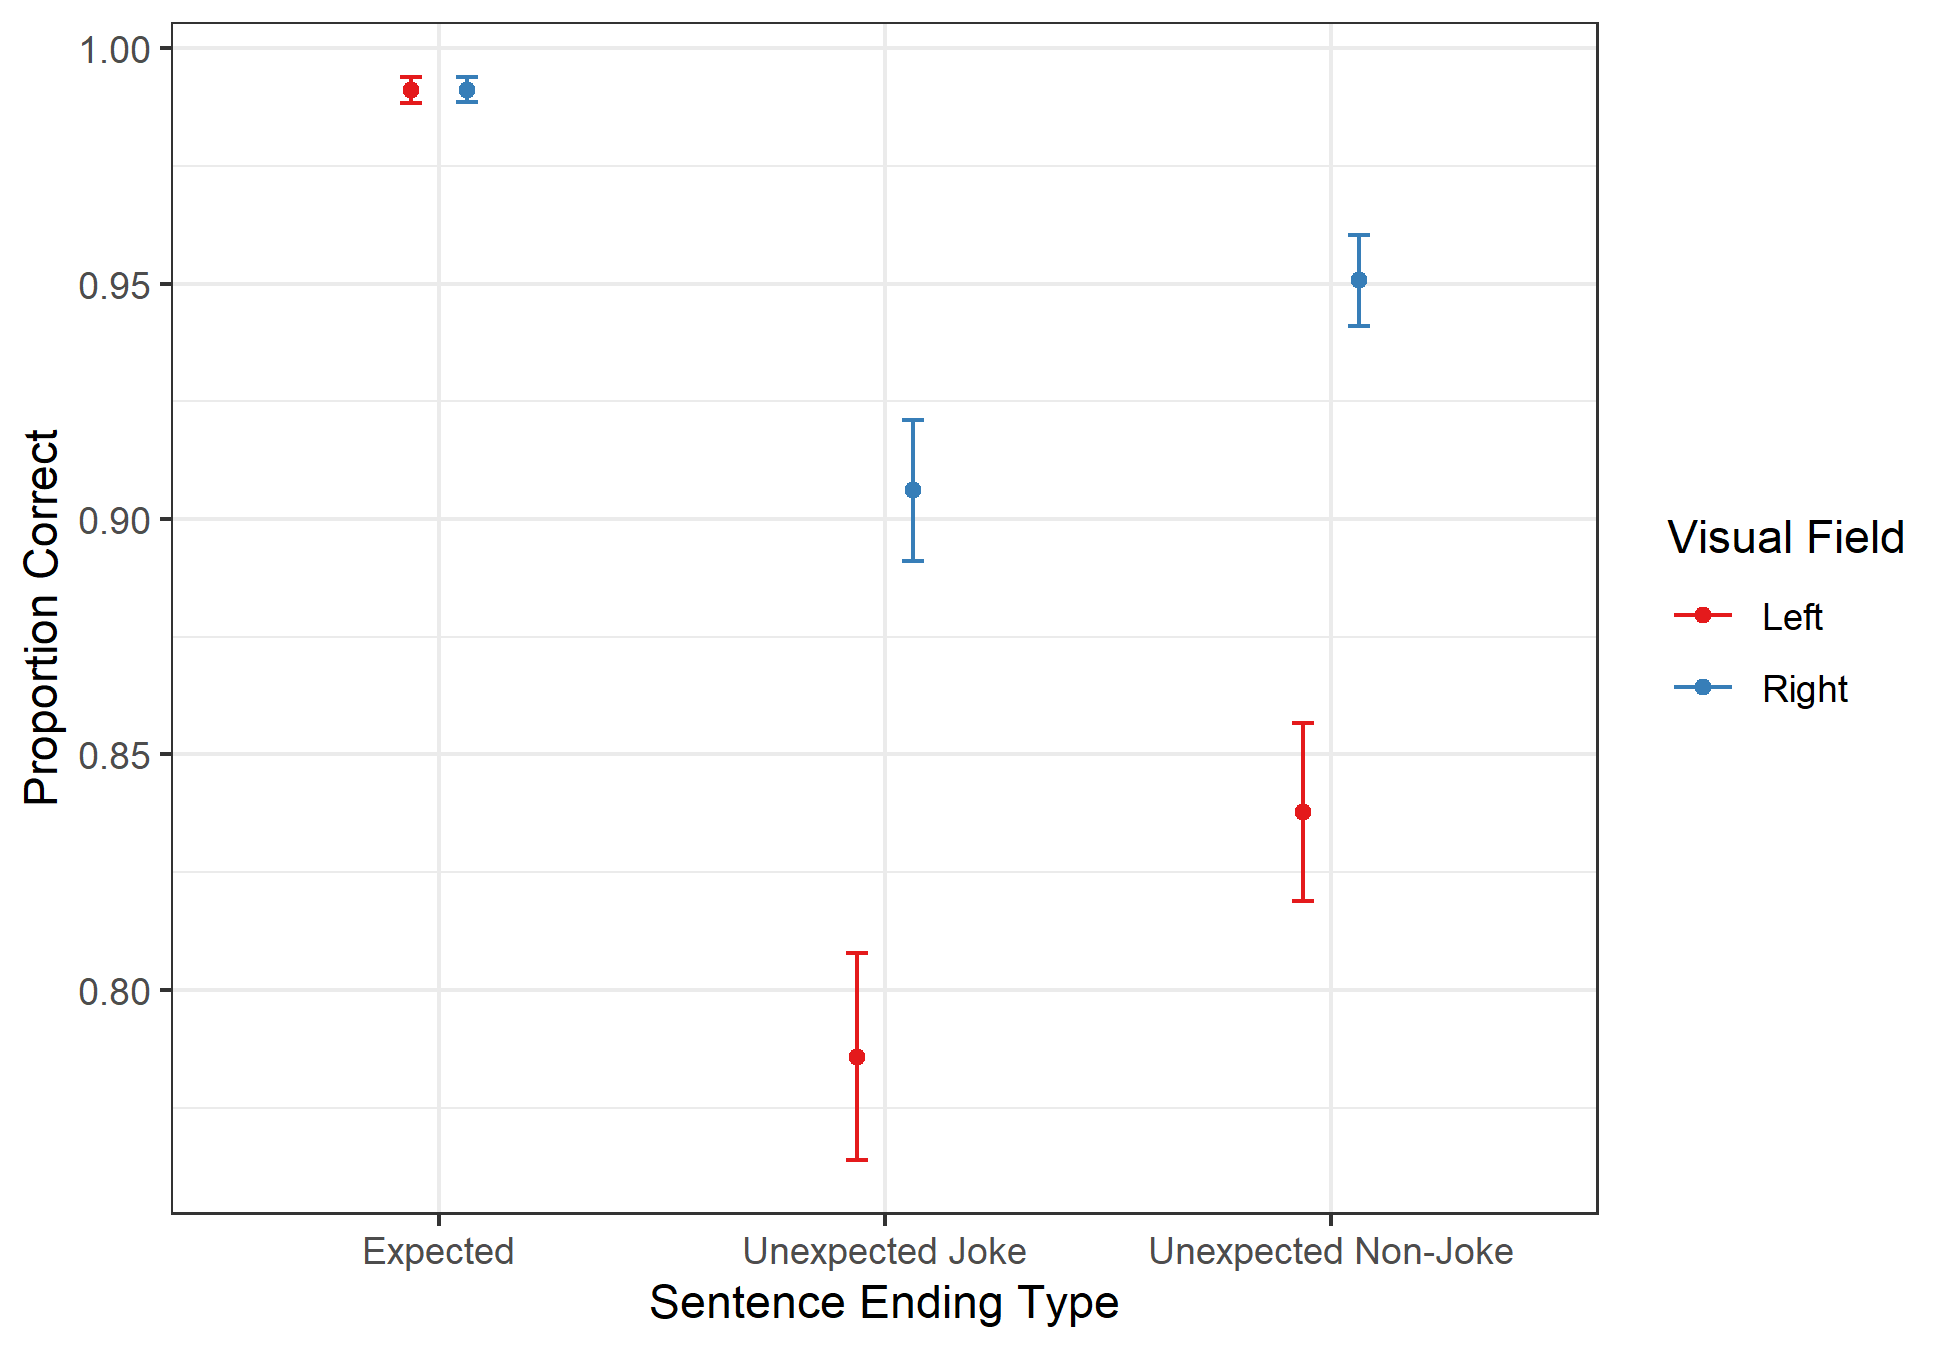 1.00
0.95
0.90
0.85
0.80
Proportion Correct
Expected
Unexpected Joke
Unexpected Non-Joke
Sentence Ending Type
Visual Field
Left
Right